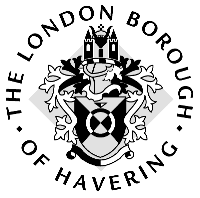 THE LONDON BOROUGH
OF HAVERING